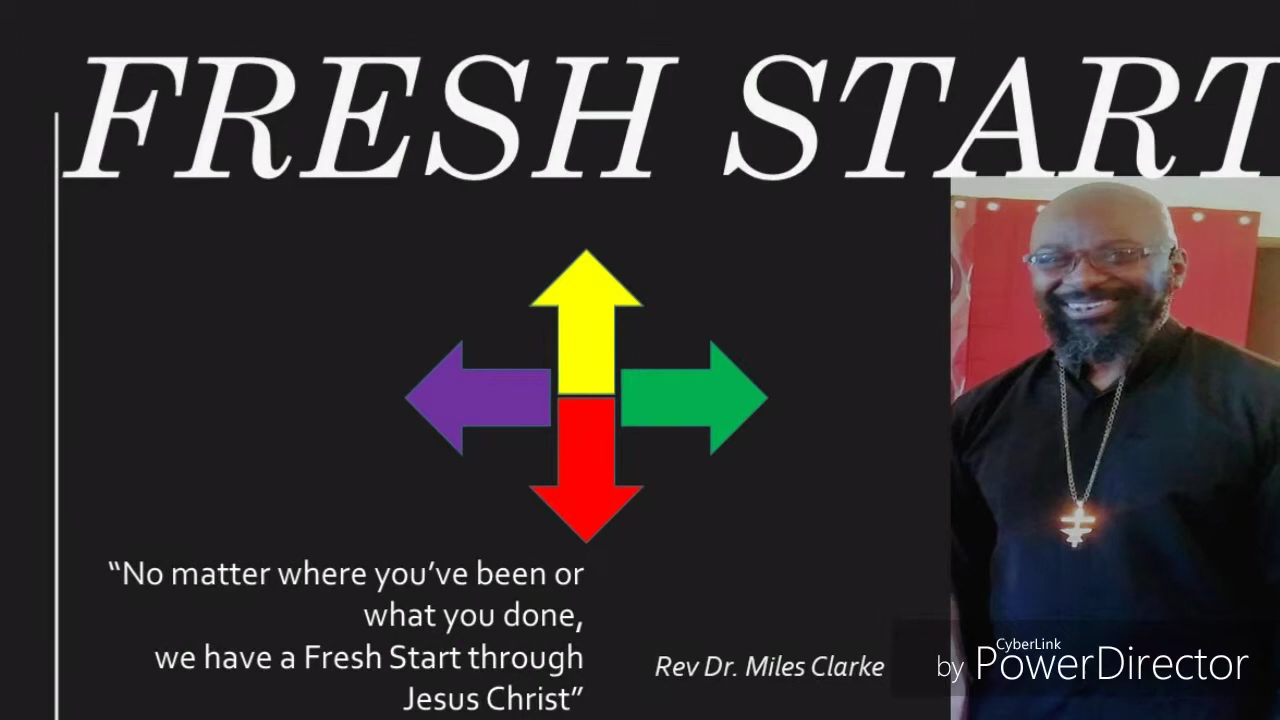 FRESH START
“No matter where you’ve been or
what you done,
we have a Fresh Start through
Jesus Christ”
Rev Dr. Miles Clarke
CyberLink
by PowerDirector